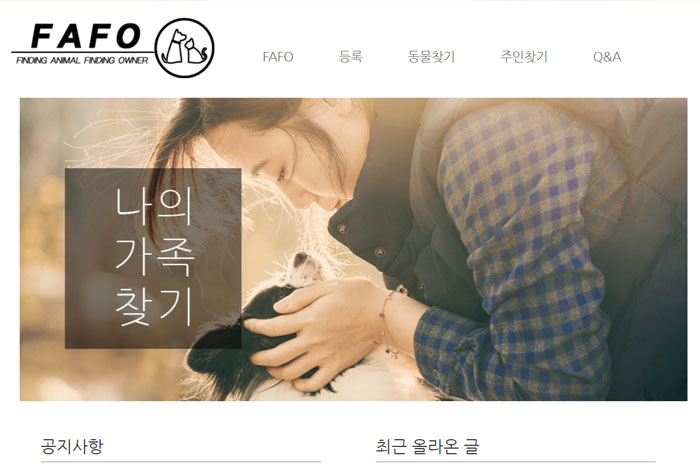 FAFO
FINDING ANIMAL FINDING OWNER
FAFO 등록 동물찾기 주인찾기 Q&A
나의
가족
찾기
공지사항 최근 올라온 글